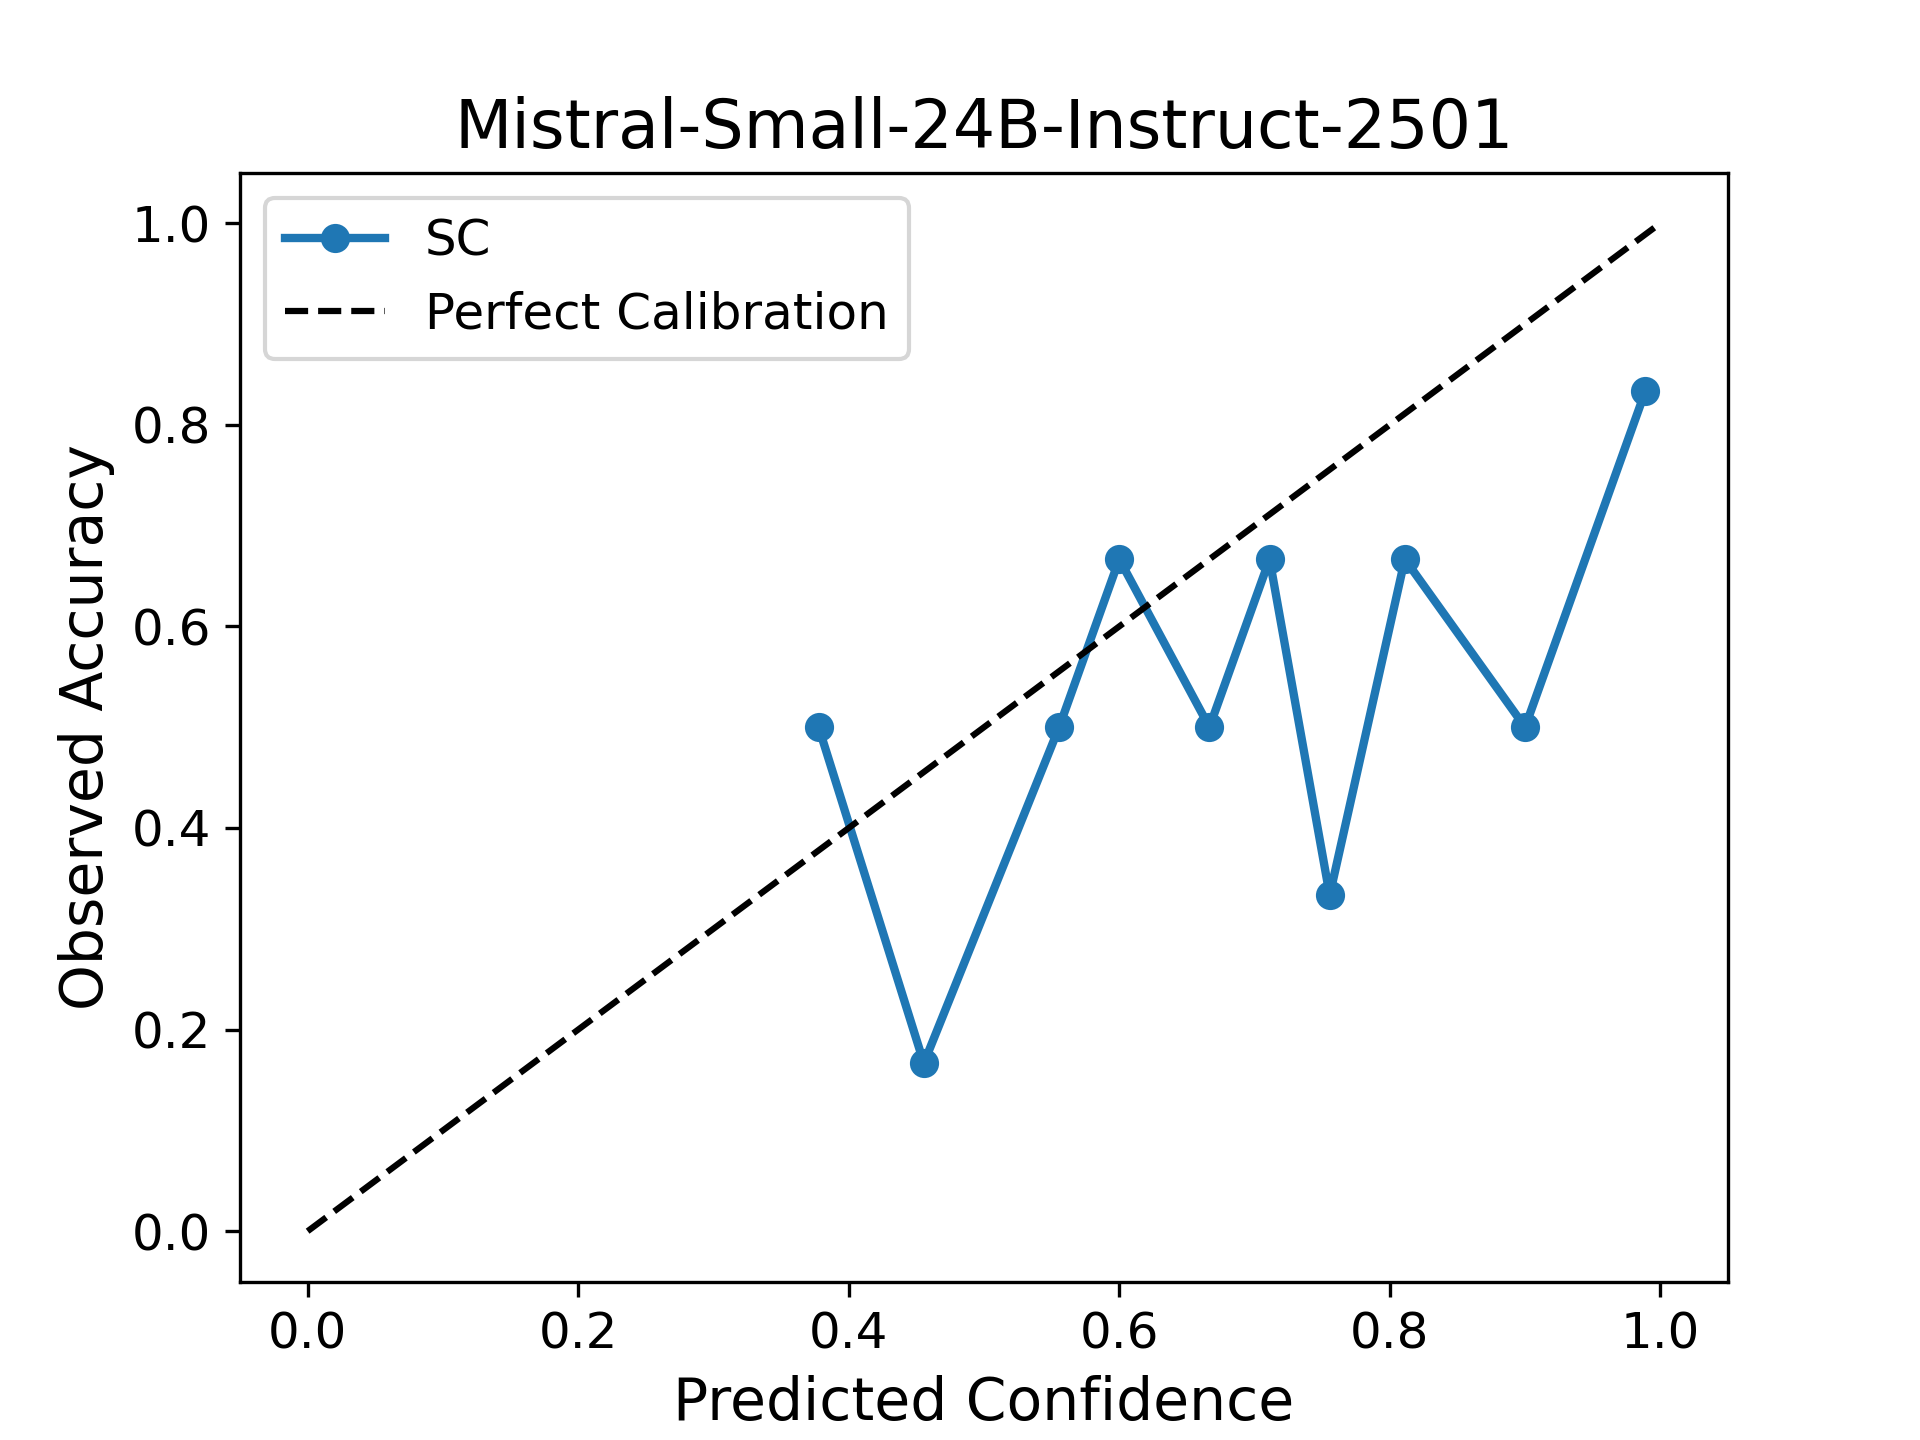 Mistral-Small-24B-Instruct-2501
SC
Perfect Calibration
1.0
0.8
0.6
0.4
0.2
0.0
Observed Accuracy
0.0 0.2 0.4 0.6 0.8 1.0
Predicted Confidence